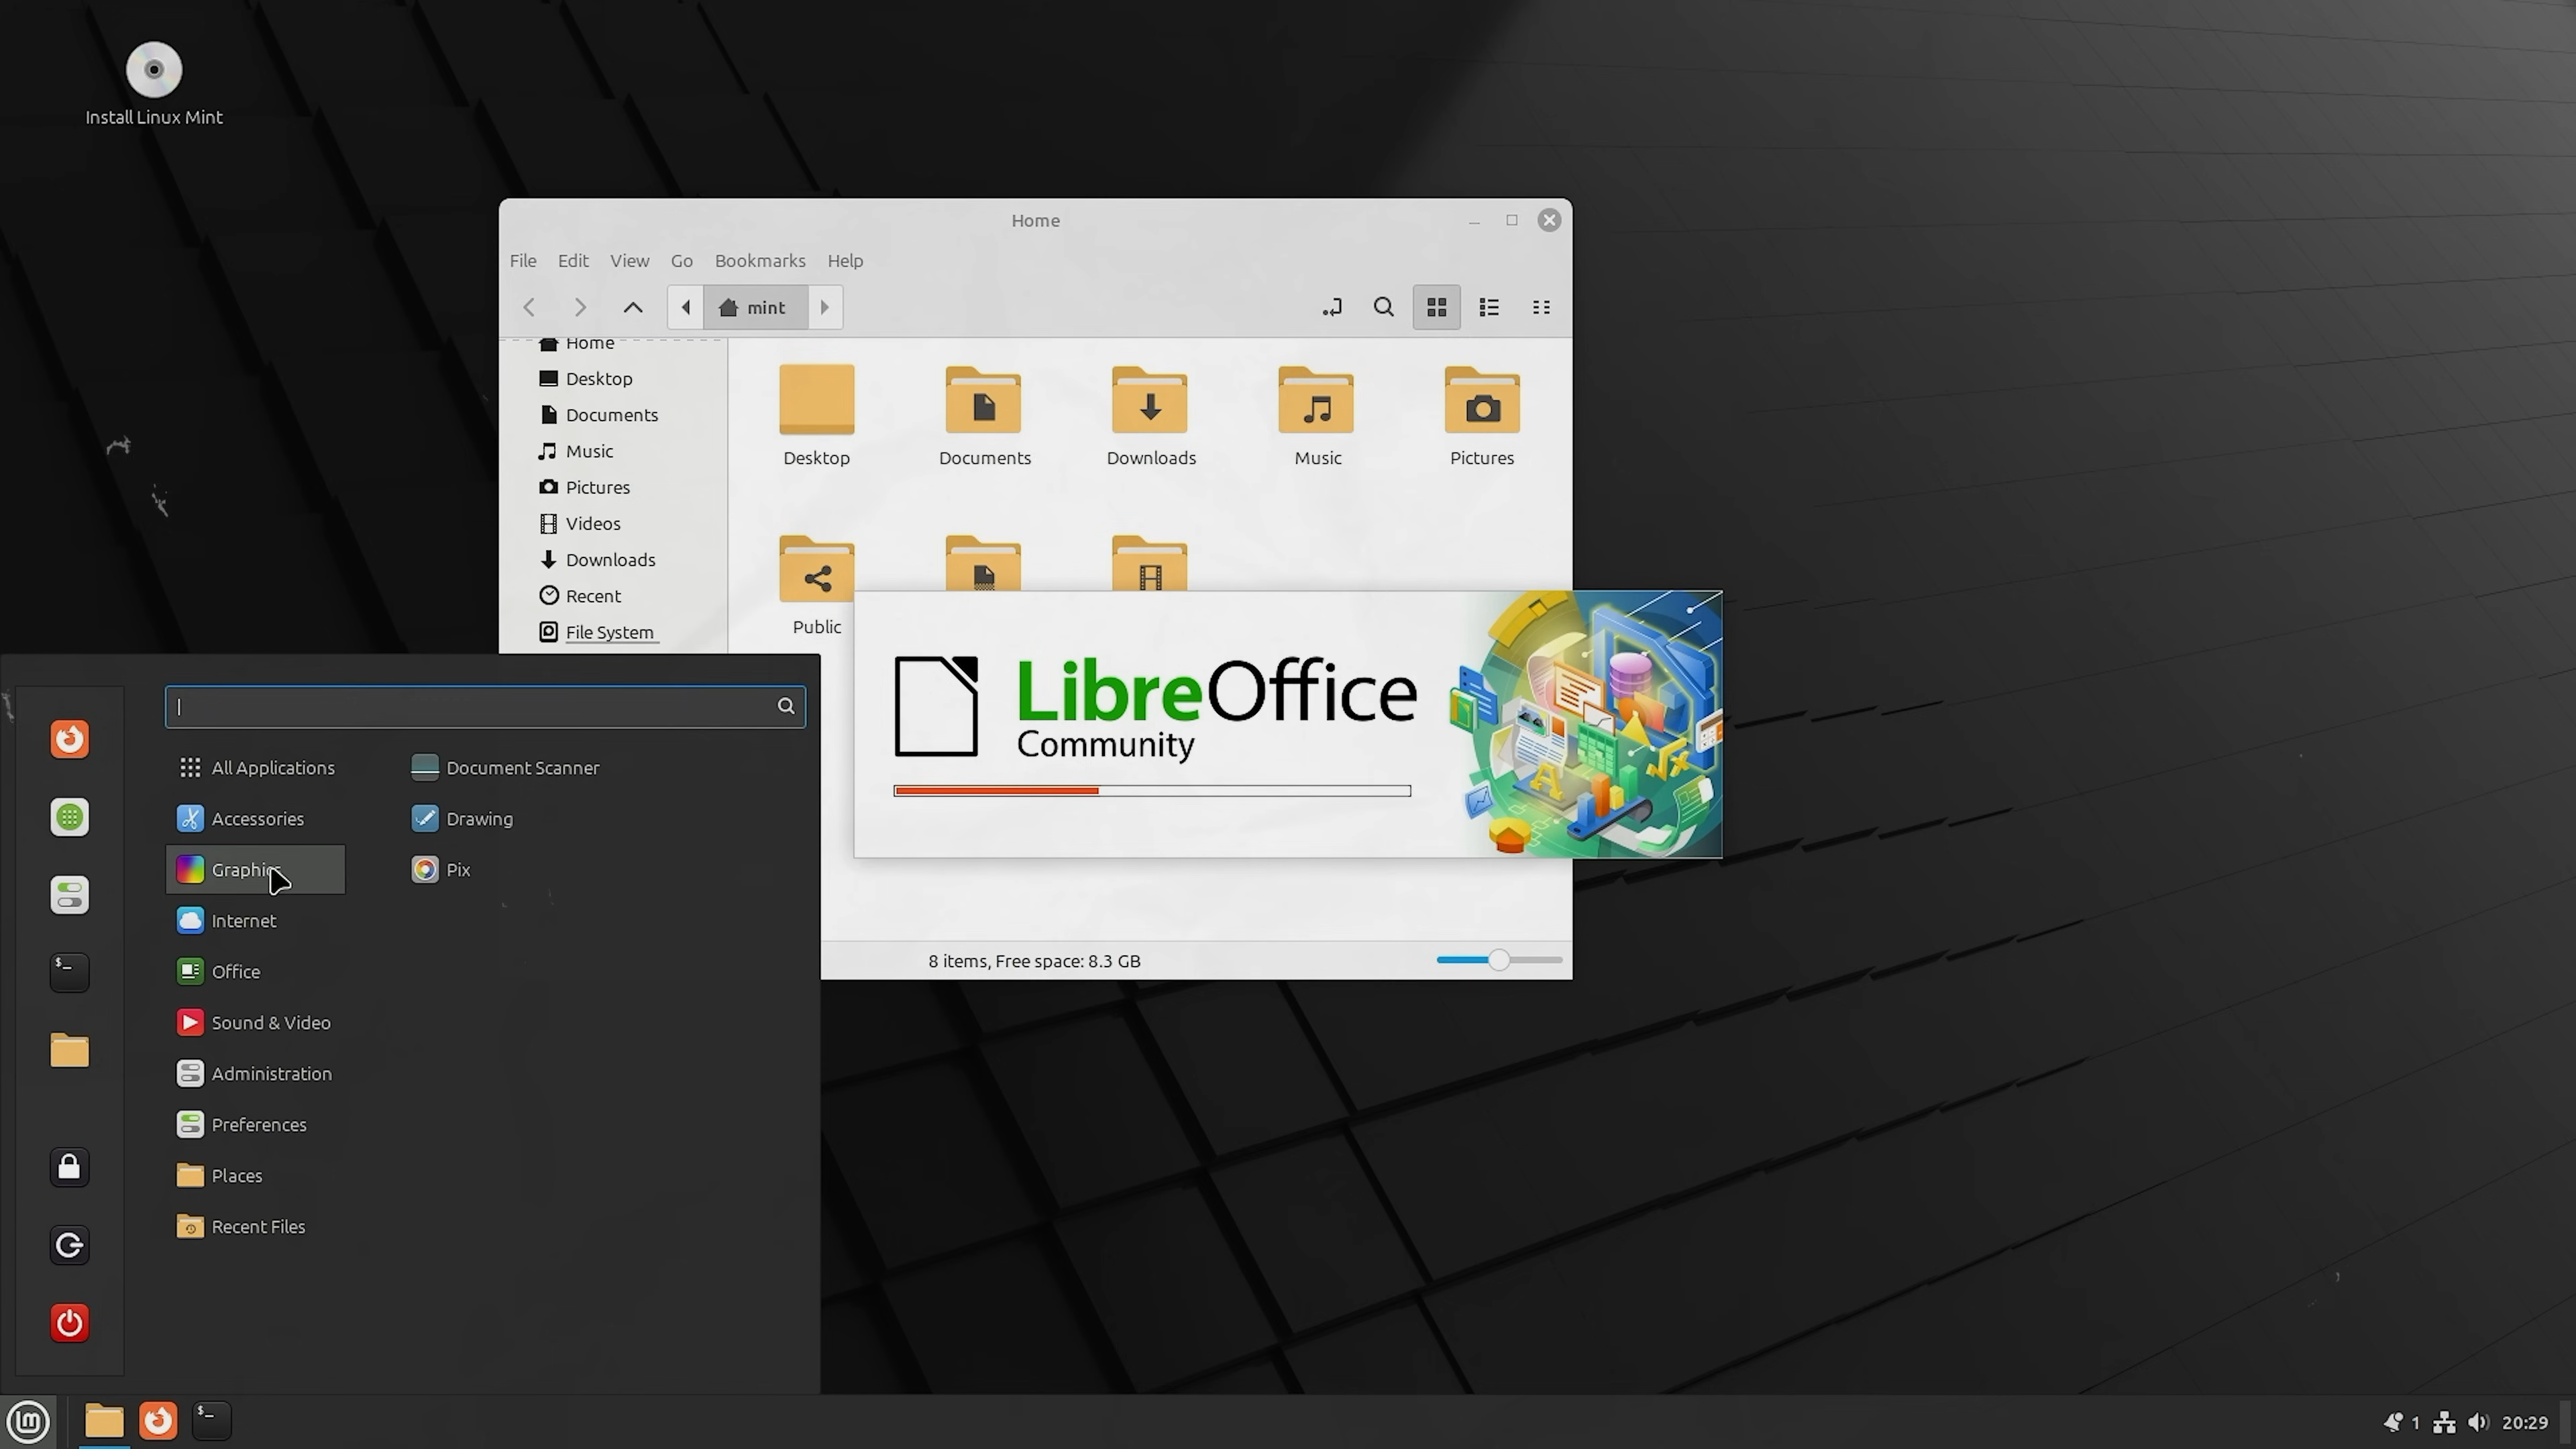 Install Linux Mint
Home
File Edit View Go Bookmarks Help
mint
Home
Desktop
Documents
Music
Pictures
Videos
Downloads
Recent
File System
Desktop Documents Downloads Music Pictures
Public
LibreOffice
Community
8 items, Free space: 8.3 GB
All Applications
Accessories
Graphics
Internet
Office
Sound & Video
Administration
Preferences
Places
Recent Files
Document Scanner
Drawing
Pix
1 20:29